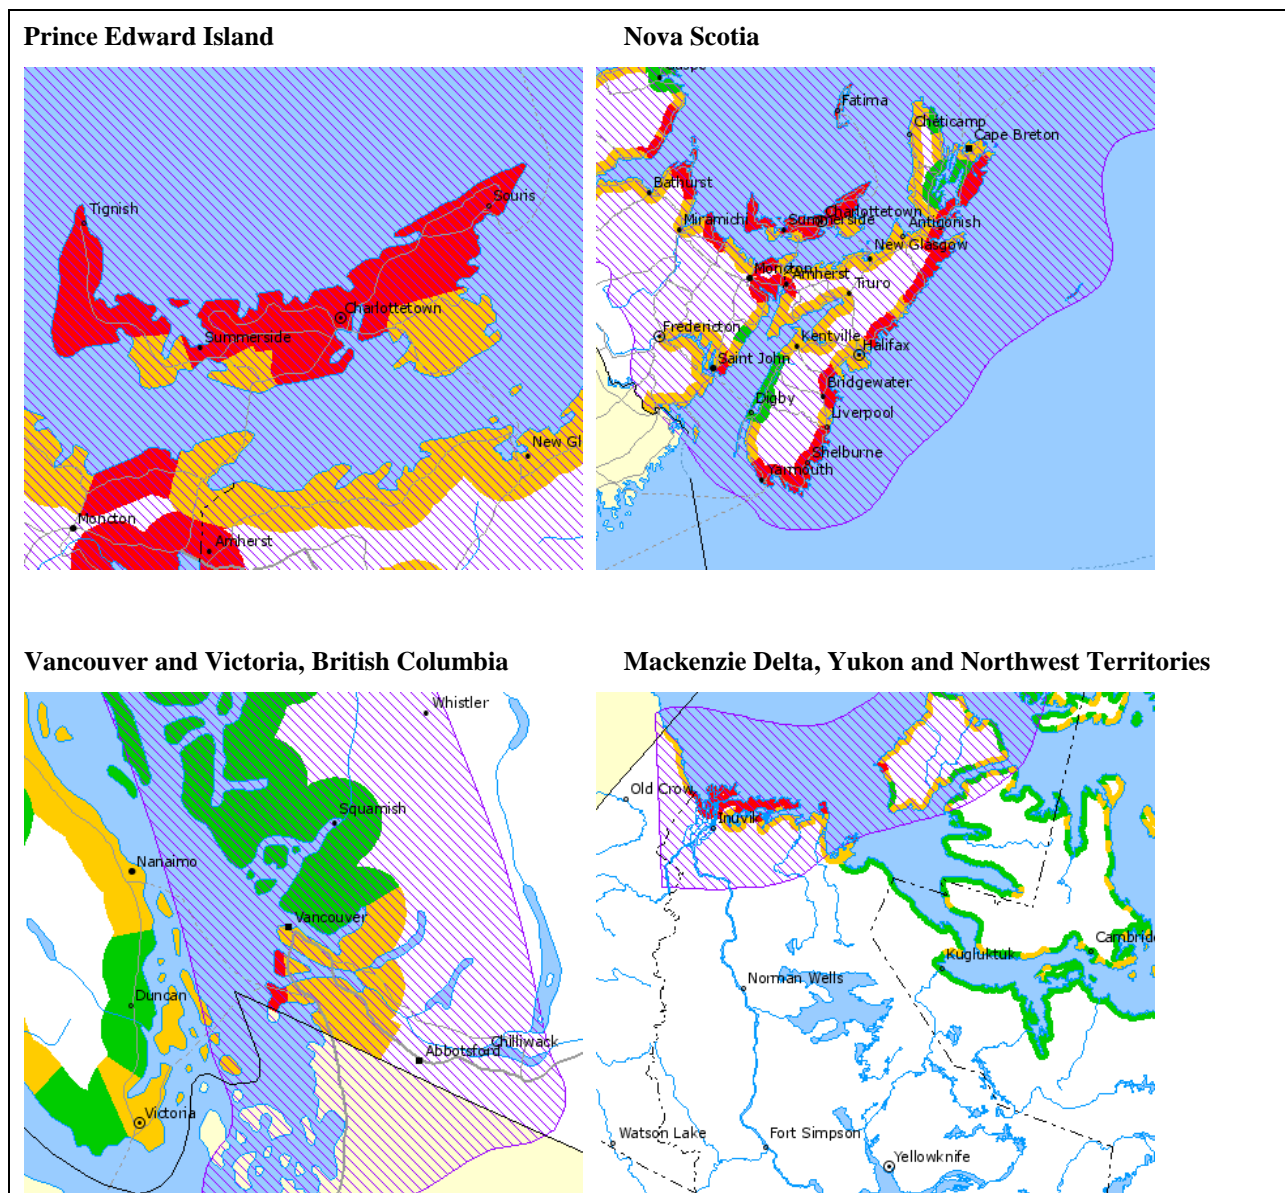 Prince Edward Island
Nova Scotia
Tignish
Souris
Charlottetown
Summerside
New Gl
Moncton
Amherst
Fatima
Chéticamp
Cape Breton
Bathurst
Charlottetown
Miramichi
Summerside
Antigonish
New Glasgow
Moncton
Amherst
Truro
Fredericton
Kentville
Halifax
Saint John
Bridgewater
Digby
Liverpool
Shelburne
Yarmouth
Vancouver and Victoria, British Columbia
Mackenzie Delta, Yukon and Northwest Territories
Whistler
Squamish
Nanaimo
Vancouver
Duncan
Chilliwack
Abbotsford
Victoria
Old Crow
Inuvik
Cambridg
Kugluktuk
Norman Wells
Watson Lake
Fort Simpson
Yellowknife